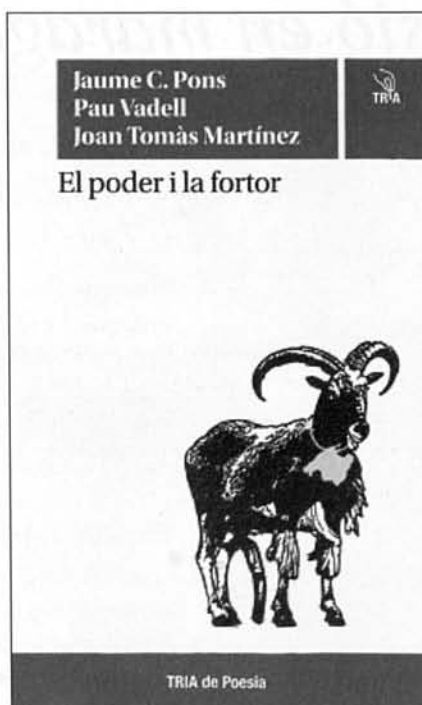 Jaume C. Pons
Pau Vadell
Joan Tomàs Martínez
TRIA
El poder i la fortor
TRIA de Poesia